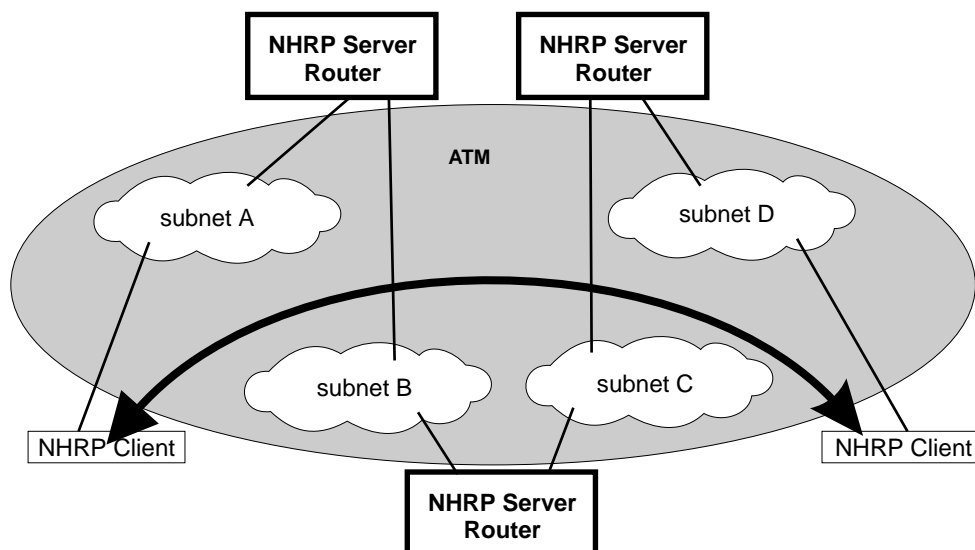 NHRP Server
Router
NHRP Server
Router
ATM
subnet A
subnet D
subnet B
subnet C
NHRP Client
NHRP Client
NHRP Server
Router